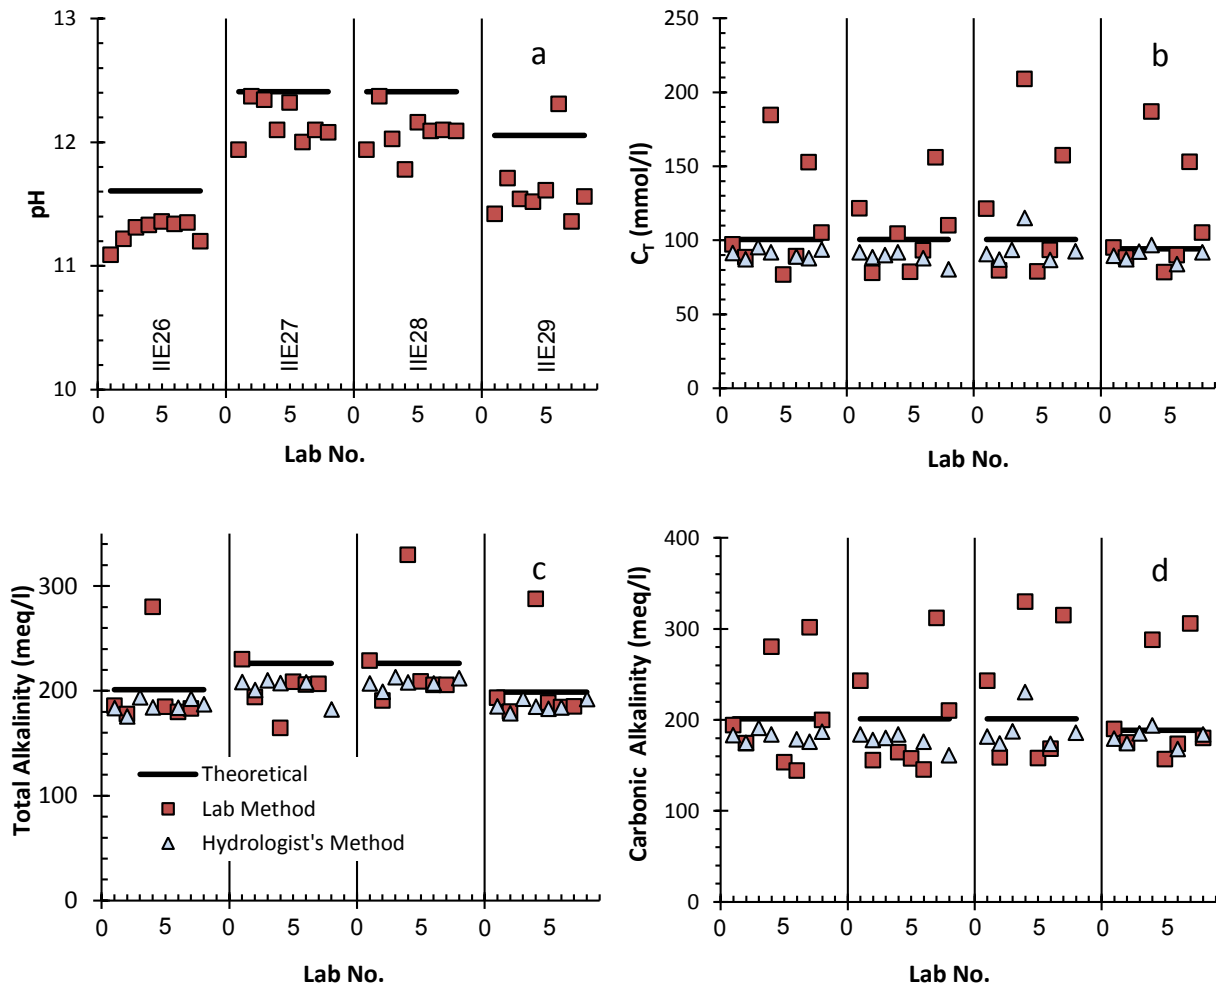 13
12
11
10
pH
a
IIE26
IIE27
IIE28
IIE29
0 5 0 5 0 5 0 5
Lab No.
250
200
150
100
50
0
C_T (mmol/l)
b
0 5 0 5 0 5 0 5
Lab No.
300
200
200
0
Total Alkalinity (meq/l)
c
Theoretical
Lab Method
Hydrologist's Method
0 5 0 5 0 5 0 5
Lab No.
400
300
200
100
0
Carbonic Alkalinity (meq/l)
d
0 5 0 5 0 5 0 5
Lab No.